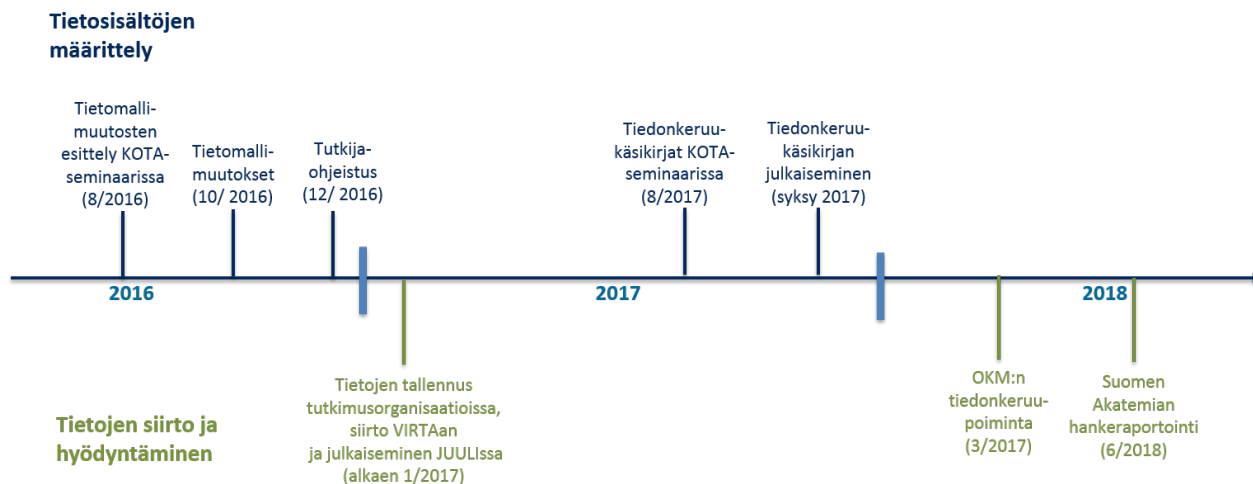 Tietosisältöjen
määrittely
Tietomalli-
muutosten
esittely KOTA-
seminaarissa
(8/2016)
Tietomalli-
muutokset
(10/ 2016)
Tutkija-
ohjeistus
(12/ 2016)
Tiedonkeruu-
käsikirjat KOTA-
seminaarissa
(8/2017)
Tiedonkeruu-
käsikirjan
julkaiseminen
(syksy 2017)
2016
2017
2018
Tietojen siirto ja
hyödyntäminen
Tietojen tallennus
tutkimusorganisaatioissa,
siirto VIRTAan
ja julkaiseminen JUULIssa
(alkaen 1/2017)
OKM:n
tiedonkeruu-
poiminta
(3/2017)
Suomen
Akatemian
hankeraportointi
(6/2018)